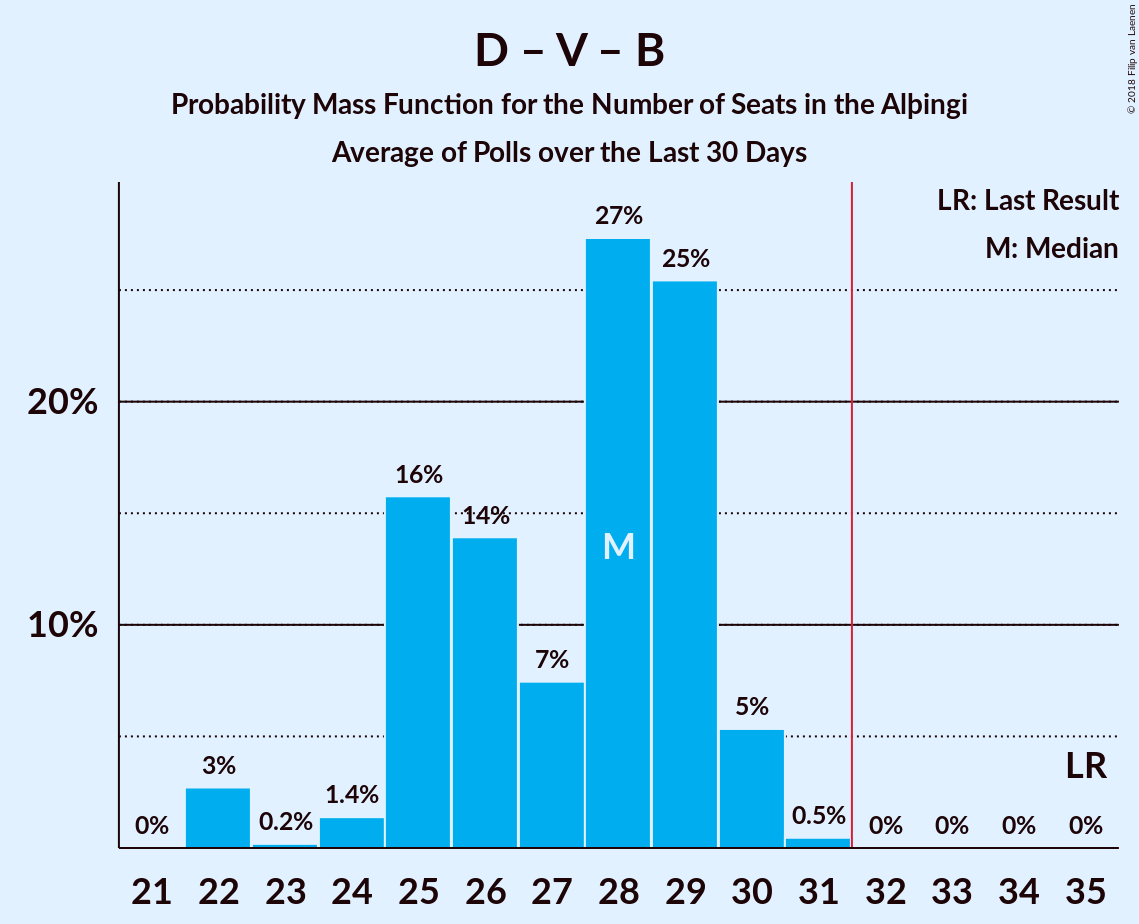 D – V – B
Probability Mass Function for the Number of Seats in the Alþingi
Average of Polls over the Last 30 Days
© 2018 Filip van Laenen
LR: Last Result
M: Median
27%
25%
20%
16%
14%
M
10%
7%
5%
3%
LR
1.4%
0% 0.2% 0.5% 0% 0% 0% 0%
21 22 23 24 25 26 27 28 29 30 31 32 33 34 35